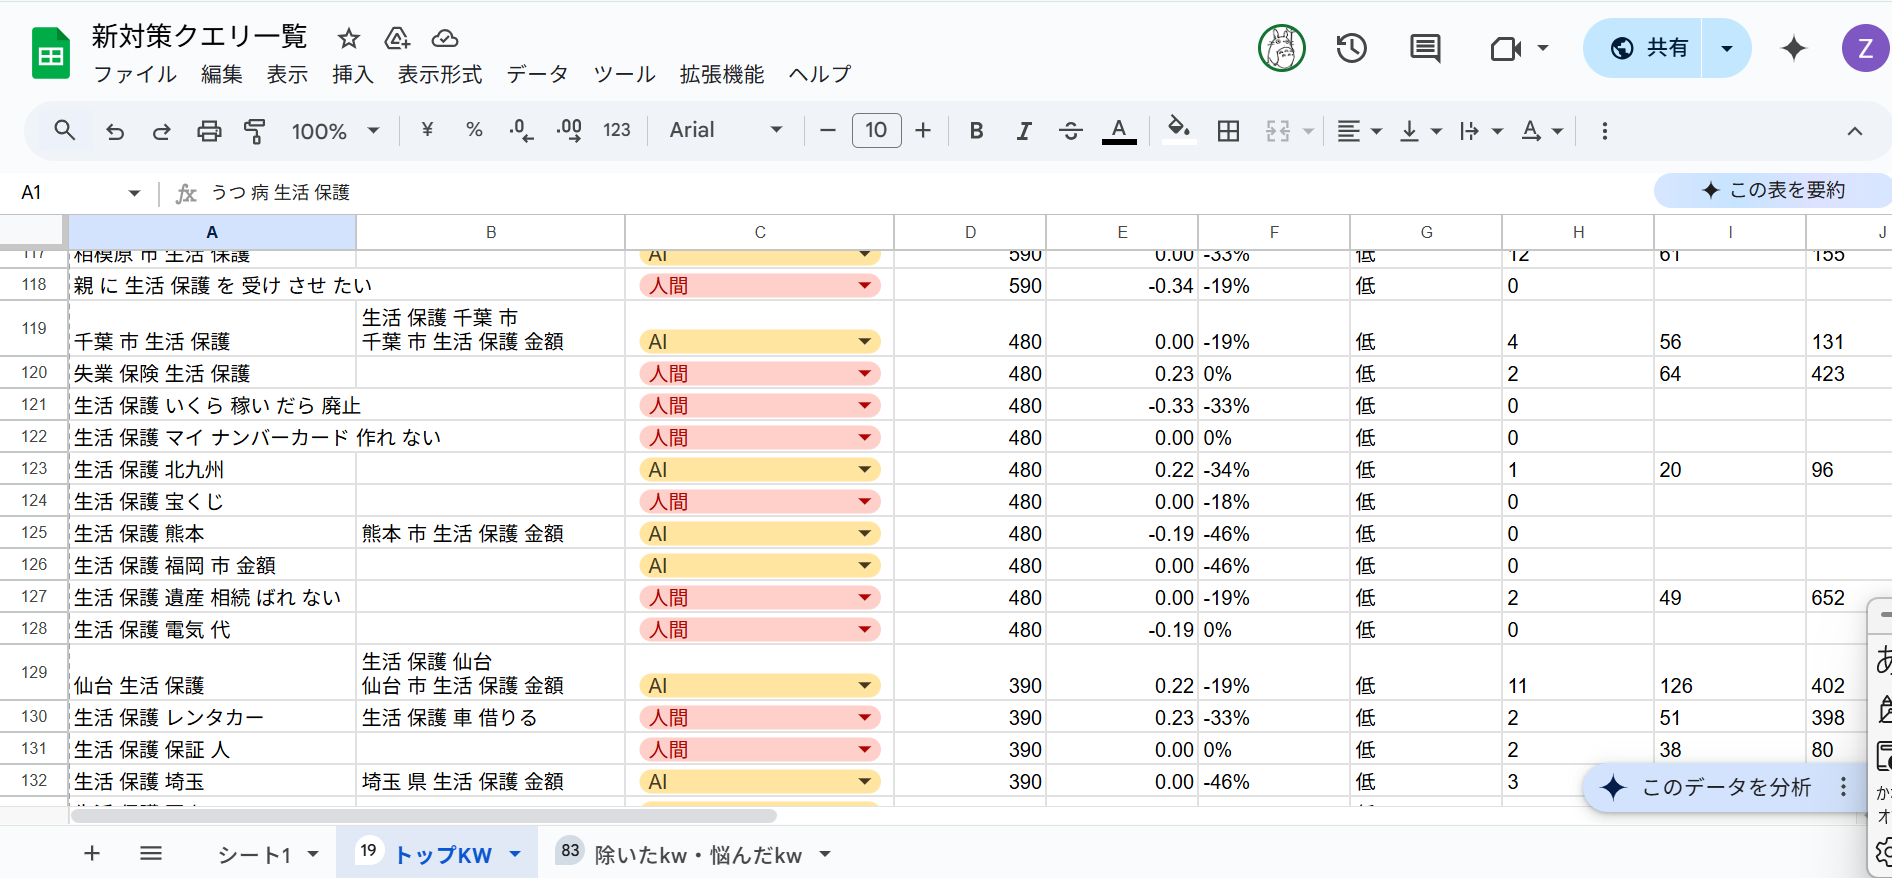 新対策クエリ一覧
ファイル 編集 表示 挿入 表示形式 データ ツール 拡張機能 ヘルプ
共有
Z
100% ¥ % .0 .00 123 Arial 10 B I A A
A1 fx うつ 病 生活 保護
この表を要約
A B C D E F G H I J
117 相模原 市 生活 保護 AI 590 0.00 -33% 低 12 61 155
118 親 に 生活 保護 を 受け させ たい 人間 590 -0.34 -19% 低 0
生活 保護 千葉 市
119 千葉 市 生活 保護 千葉 市 生活 保護 金額 AI 480 0.00 -19% 低 4 56 131
120 失業 保険 生活 保護 人間 480 0.23 0% 低 2 64 423
121 生活 保護 いくら 稼い だら 廃止 人間 480 -0.33 -33% 低 0
122 生活 保護 マイ ナンバーカード 作れ ない 人間 480 0.00 0% 低 0
123 生活 保護 北九州 AI 480 0.22 -34% 低 1 20 96
124 生活 保護 宝くじ 人間 480 0.00 -18% 低 0
125 生活 保護 熊本 熊本 市 生活 保護 金額 AI 480 -0.19 -46% 低 0
126 生活 保護 福岡 市 金額 AI 480 0.00 -46% 低 0
127 生活 保護 遺産 相続 ばれ ない 人間 480 0.00 -19% 低 2 49 652
128 生活 保護 電気 代 人間 480 -0.19 0% 低 0
生活 保護 仙台
129 仙台 生活 保護 仙台 市 生活 保護 金額 AI 390 0.22 -19% 低 11 126 402
130 生活 保護 レンタカー 生活 保護 車 借りる 人間 390 0.23 -33% 低 2 51 398
131 生活 保護 保証 人 人間 390 0.00 0% 低 2 38 80
132 生活 保護 埼玉 埼玉 県 生活 保護 金額 AI 390 0.00 -46% 低 3
このデータを分析
シート1 19 トップKW 83 除いたkw・悩んだkw